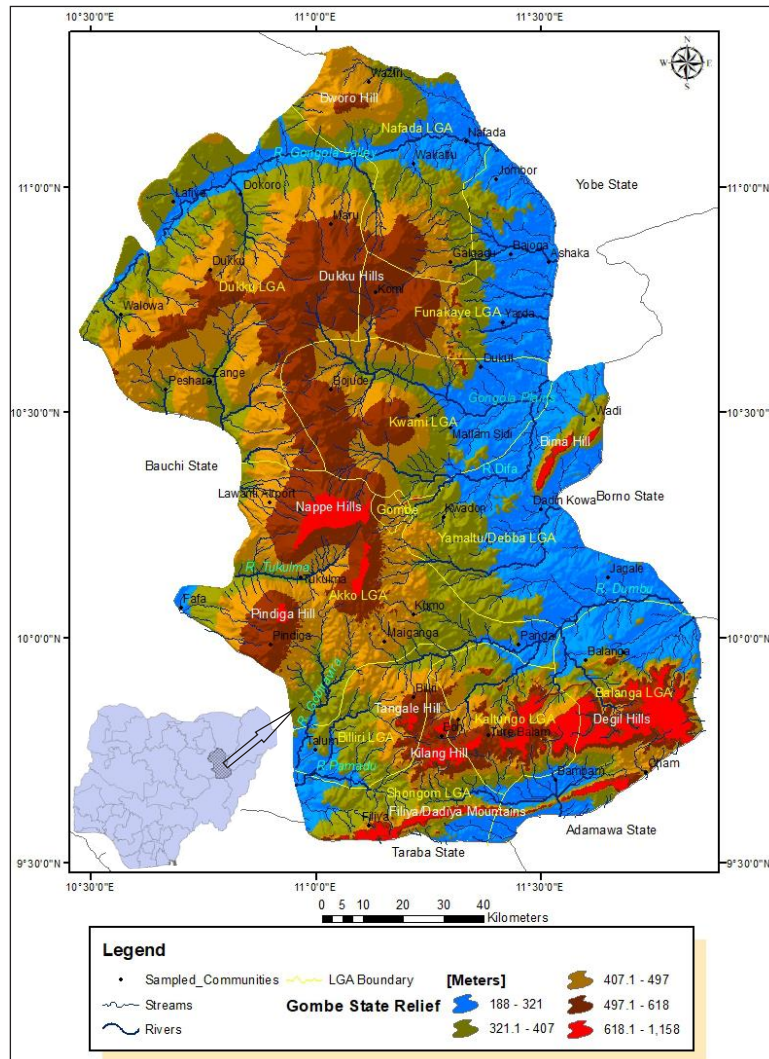 10°30'0"E
11°0'0"E
11°30'0"E
N
W
E
S
Waziri
Bworo Hill
Nafada LGA
Nafada
R. Gongola Valley
Wakaltu
Jombor
11°0'0"N
11°0'0"N
Yobe State
Lafiya
Dokoro
Maru
Galgadu
Bajoga
Ashaka
Dukku
Dukku Hills
Dukku LGA
Komi
Walowa
Funakaye LGA
Yarda
Dukul
Peshare
Zange
Bojude
Gongola Plains
10°30'0"N
10°30'0"N
Kwami LGA
Wadi
Mallam Sidi
Bima Hill
Bauchi State
R.Difa
Lawanti Airport
Dadin Kowa
Borno State
Nappe Hills
Gombe
Kwadon
Yamaltu/Debba LGA
R. Tukulma
Tukulma
Jagale
R. Dumbu
Akko LGA
Fafa
Pindiga Hill
Kumo
10°0'0"N
10°0'0"N
Pindiga
Maiganga
Pandai
Balanga
Billiri
Balanga LGA
Tangale Hill
Kaltungo LGA
Degil Hills
Billiri LGA
Ture Balam
Talum
Kilang Hill
R.Pamadu
Bambam
Cham
Shongom LGA
Filiya/Dadiya Mountains
Filiya
Adamawa State
9°30'0"N
9°30'0"N
Taraba State
10°30'0"E
11°0'0"E
11°30'0"E
0 5 10 20 30 40
Kilometers
Legend
Sampled_Communities
LGA Boundary
[Meters]
407.1 - 497
Streams
Gombe State Relief
188 - 321
497.1 - 618
Rivers
321.1 - 407
618.1 - 1,158